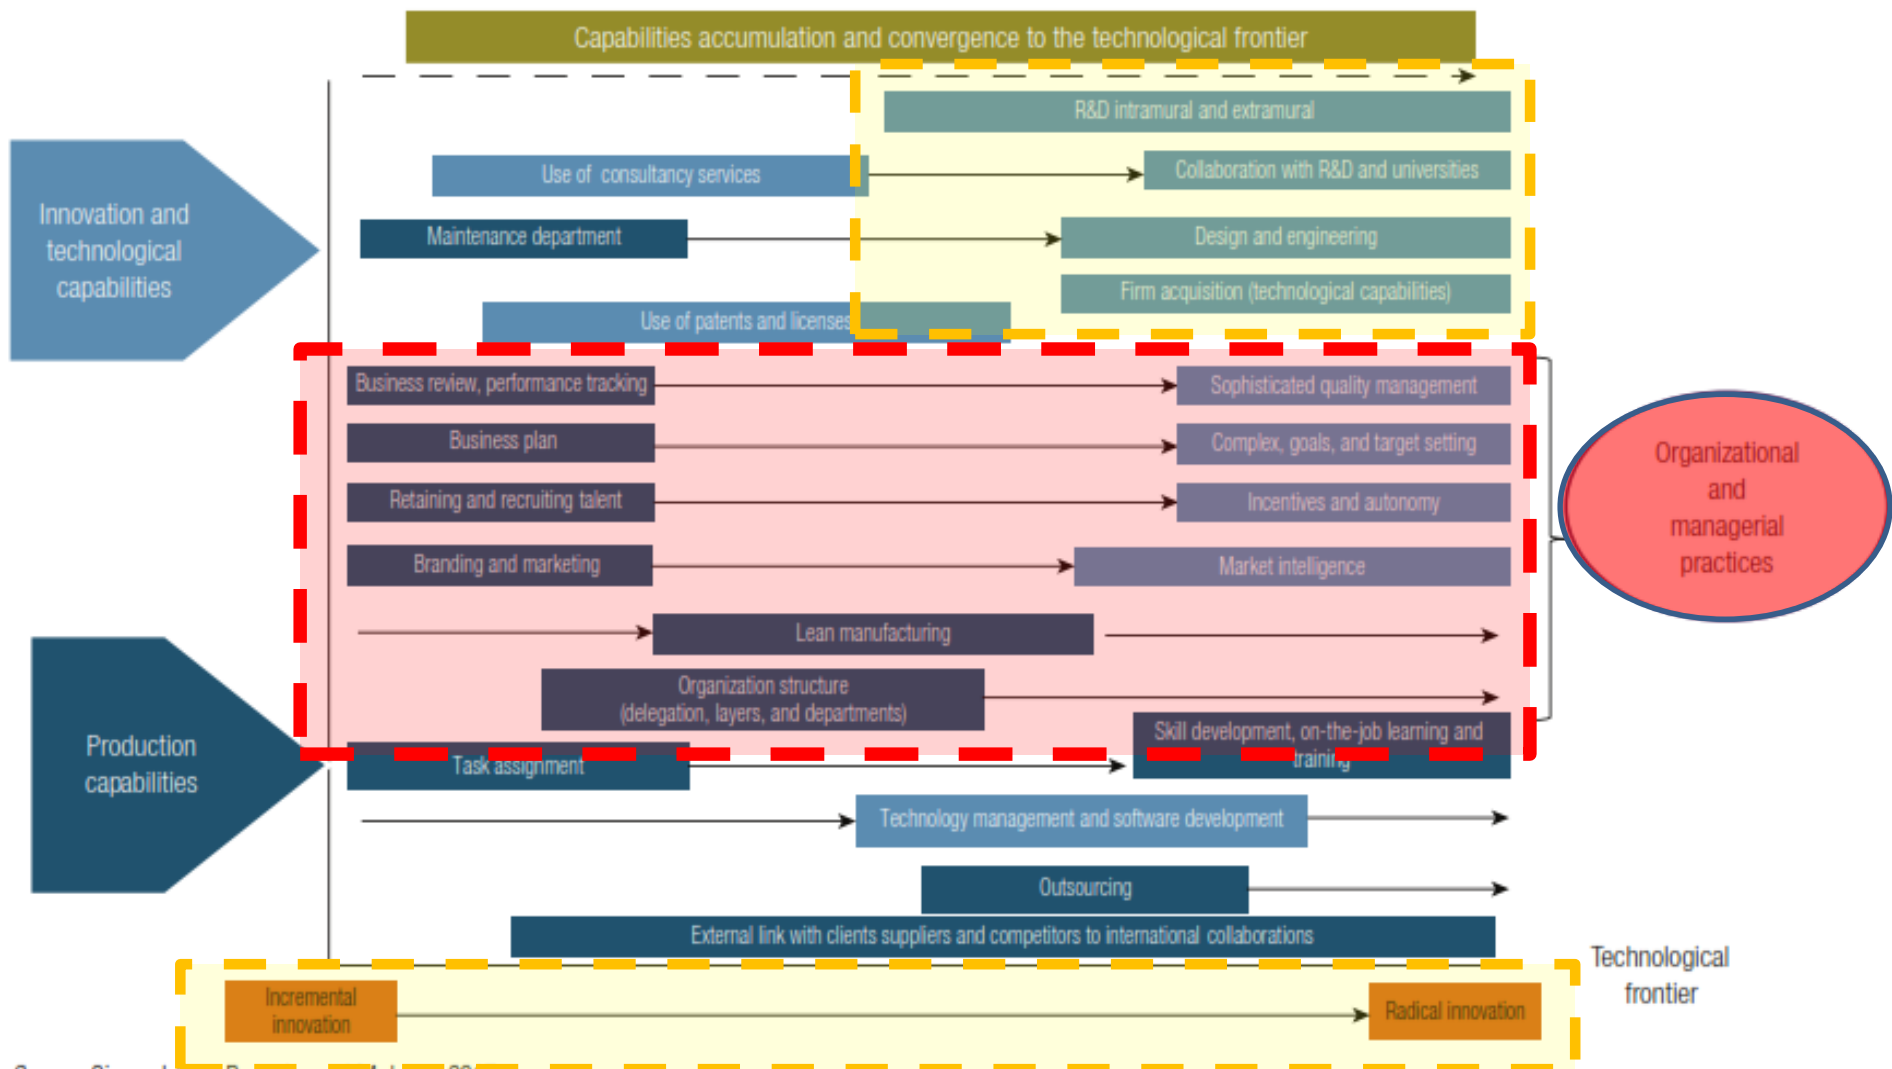 Capabilities accumulation and convergence to the technological frontier
R&D intramural and extramural
Use of consultancy services
Collaboration with R&D and universities
Innovation and
technological
capabilities
Maintenance department
Design and engineering
Firm acquisition (technological capabilities)
Use of patents and licenses
Business review, performance tracking
Sophisticated quality management
Business plan
Complex, goals, and target setting
Retaining and recruiting talent
Incentives and autonomy
Branding and marketing
Market intelligence
Organizational
and
managerial
practices
Lean manufacturing
Organization structure
(delegation, layers, and departments)
Skill development, on-the-job learning and
training
Production
capabilities
Task assignment
Technology management and software development
Outsourcing
External link with clients suppliers and competitors to international collaborations
Technological
frontier
Incremental
innovation
Radical innovation